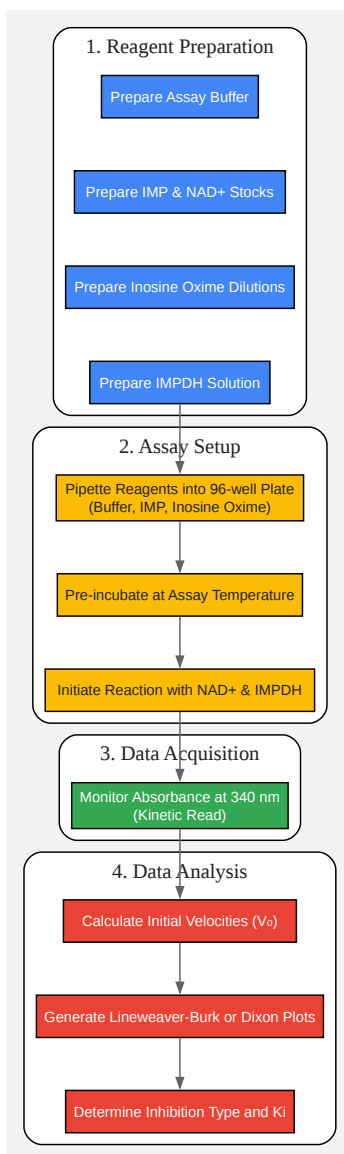 1. Reagent Preparation
Prepare Assay Buffer
Prepare IMP & NAD+ Stocks
Prepare Inosine Oxime Dilutions
Prepare IMPDH Solution
2. Assay Setup
Pipette Reagents into 96-well Plate
(Buffer, IMP, Inosine Oxime)
Pre-incubate at Assay Temperature
Initiate Reaction with NAD+ & IMPDH
3. Data Acquisition
Monitor Absorbance at 340 nm
(Kinetic Read)
4. Data Analysis
Calculate Initial Velocities (V₀)
Generate Lineweaver-Burk or Dixon Plots
Determine Inhibition Type and Ki